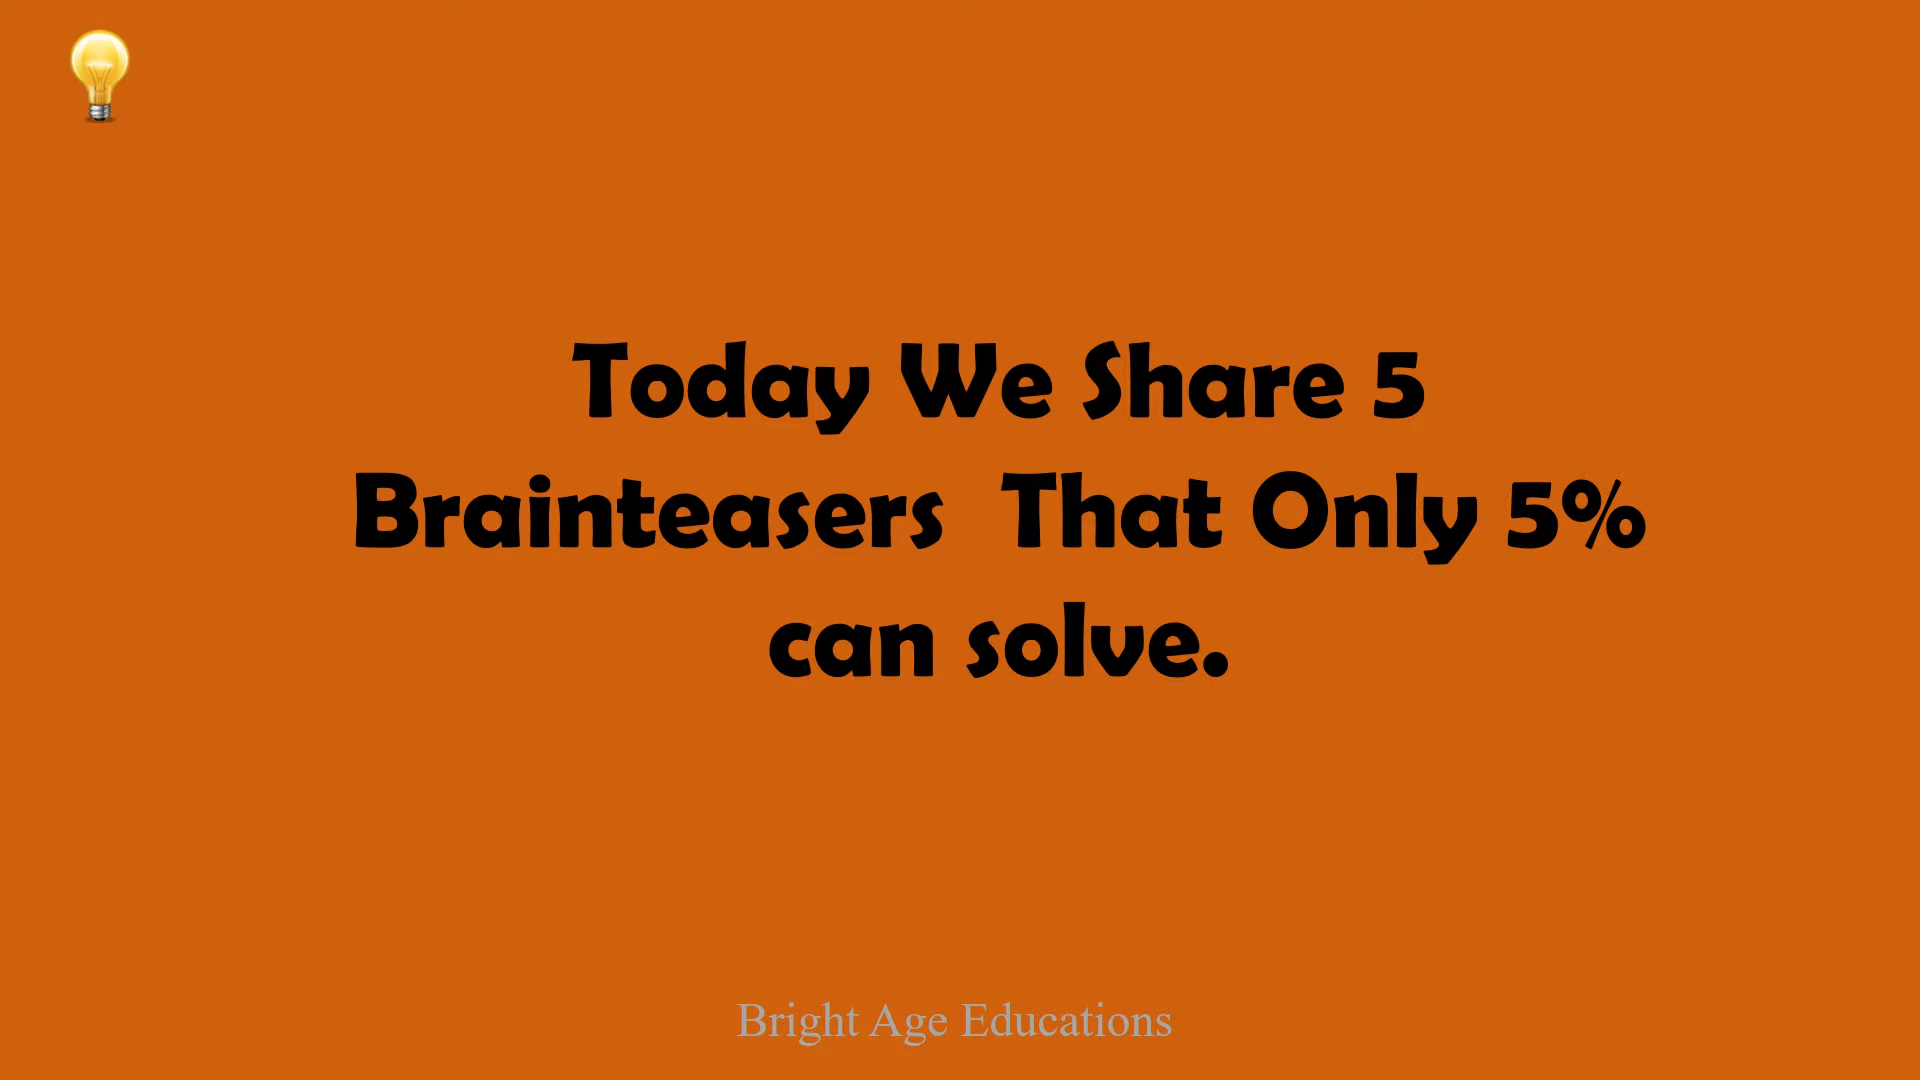 Today We Share 5
Brainteasers  That Only 5%
can solve.
Bright Age Educations